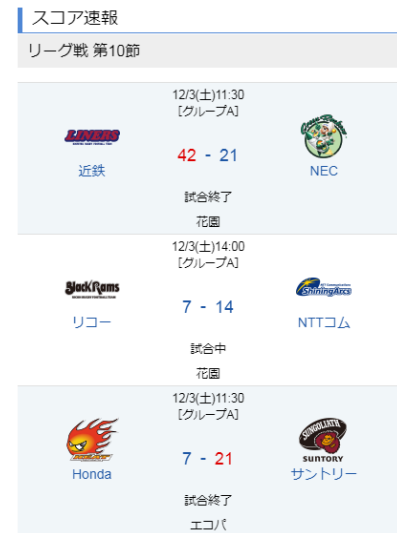 スコア速報
リーグ戦 第10節
12/3(土)11:30
[グループA]
LINERS
Green Rockets
42 - 21
近鉄
NEC
試合終了
花園
12/3(土)14:00
[グループA]
BlackRams
ShiningArcs
7 - 14
リコー
NTTコム
試合中
花園
12/3(土)11:30
[グループA]
SUNGOLIATH
SUNTORY
7 - 21
Honda
サントリー
試合終了
エコパ